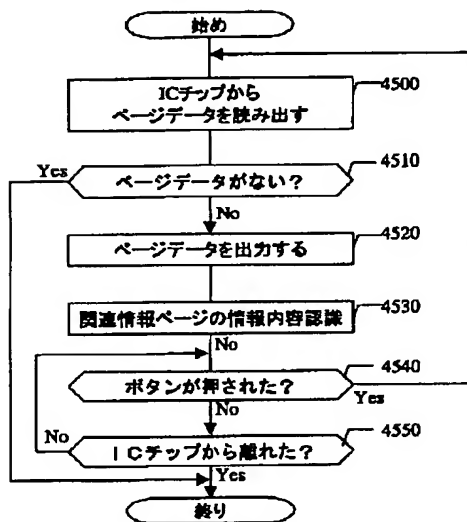 始め
ICチップから
ページデータを読み出す
4500
Yes
ページデータがない？
4510
No
ページデータを出力する
4520
関連情報ページの情報内容認識
4530
No
ボタンが押された？
4540
Yes
No
No
ＩＣチップから離れた？
4550
Yes
終り